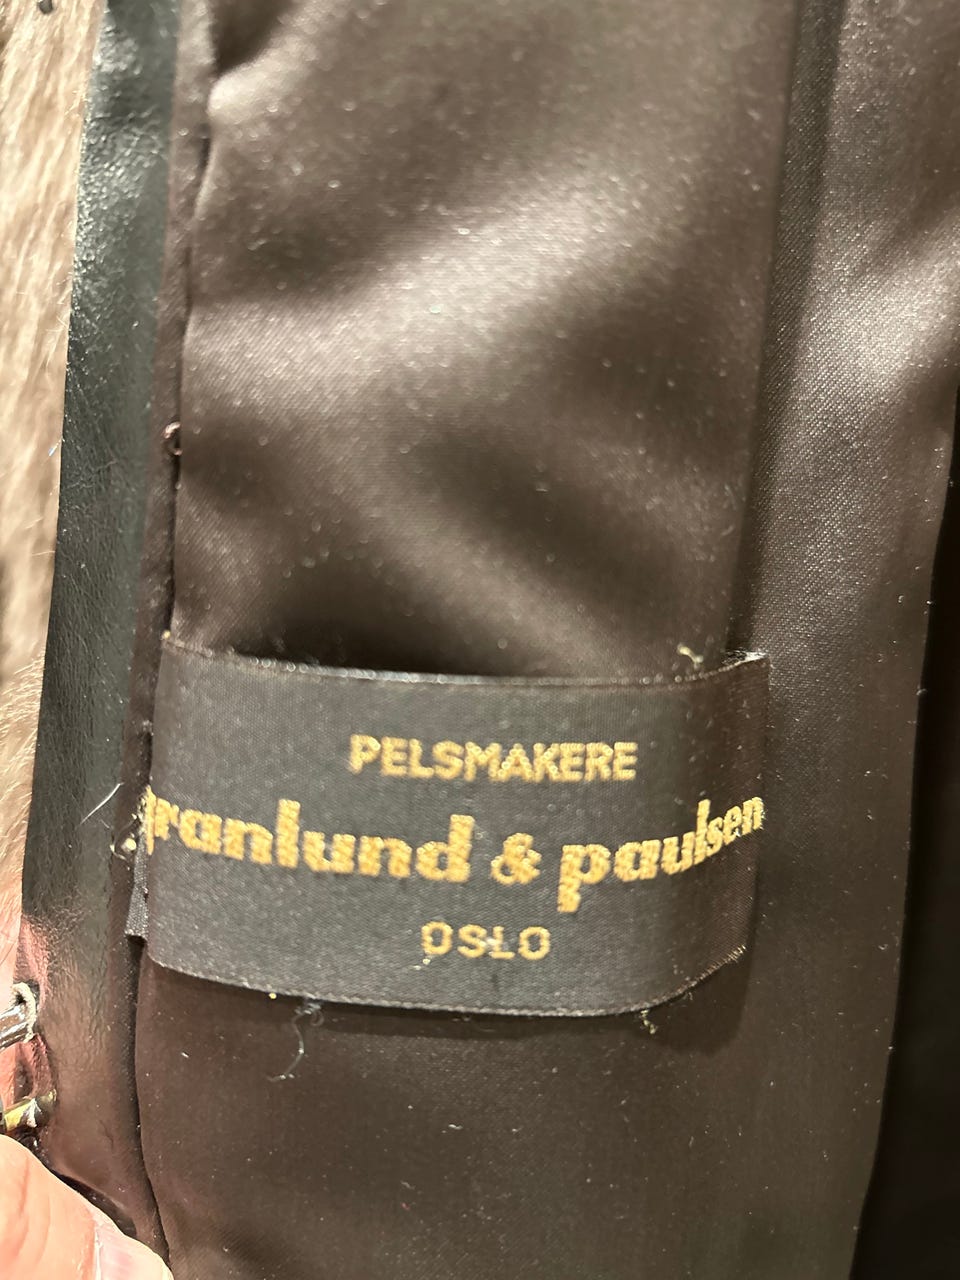 PELSMAKERE
granlund & paulsen
OSLO